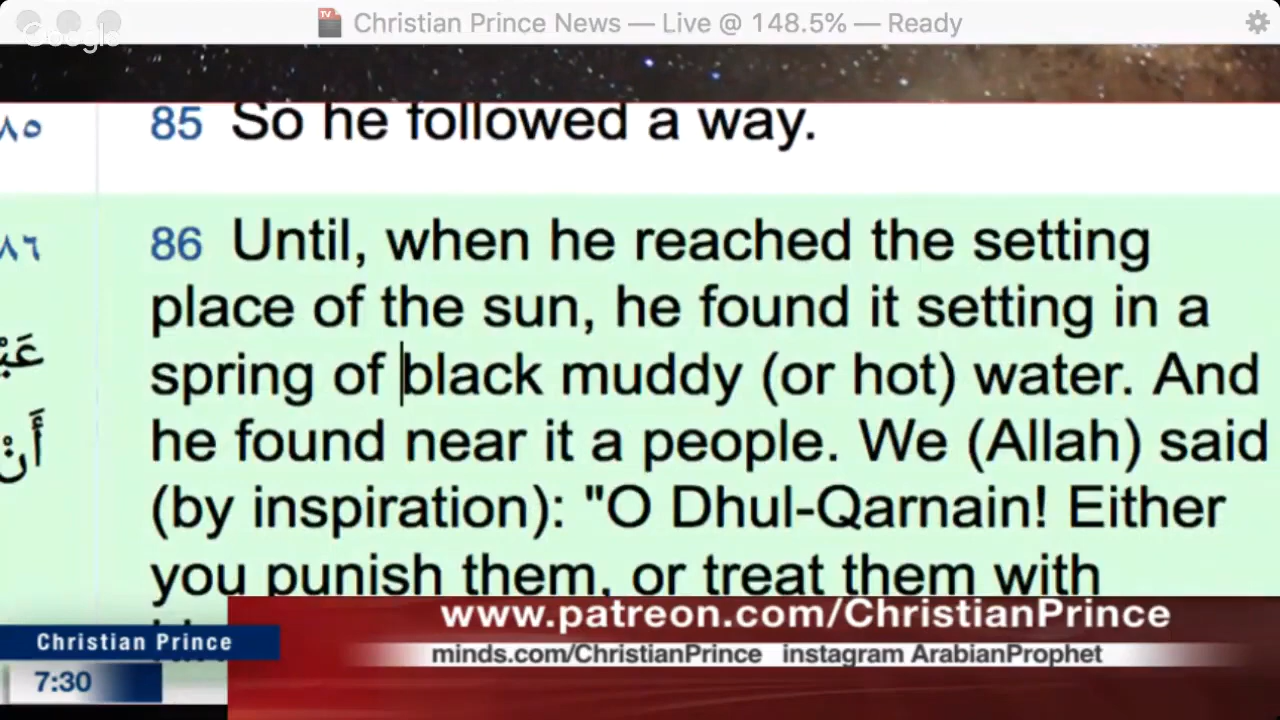 Google
Christian Prince News — Live @ 148.5% — Ready
٨٥
85 So he followed a way.
٨٦
86 Until, when he reached the setting
place of the sun, he found it setting in a
spring of black muddy (or hot) water. And
he found near it a people. We (Allah) said
(by inspiration): "O Dhul-Qarnain! Either
you punish them, or treat them with
www.patreon.com/ChristianPrince
Christian Prince
minds.com/ChristianPrince instagram ArabianProphet
7:30